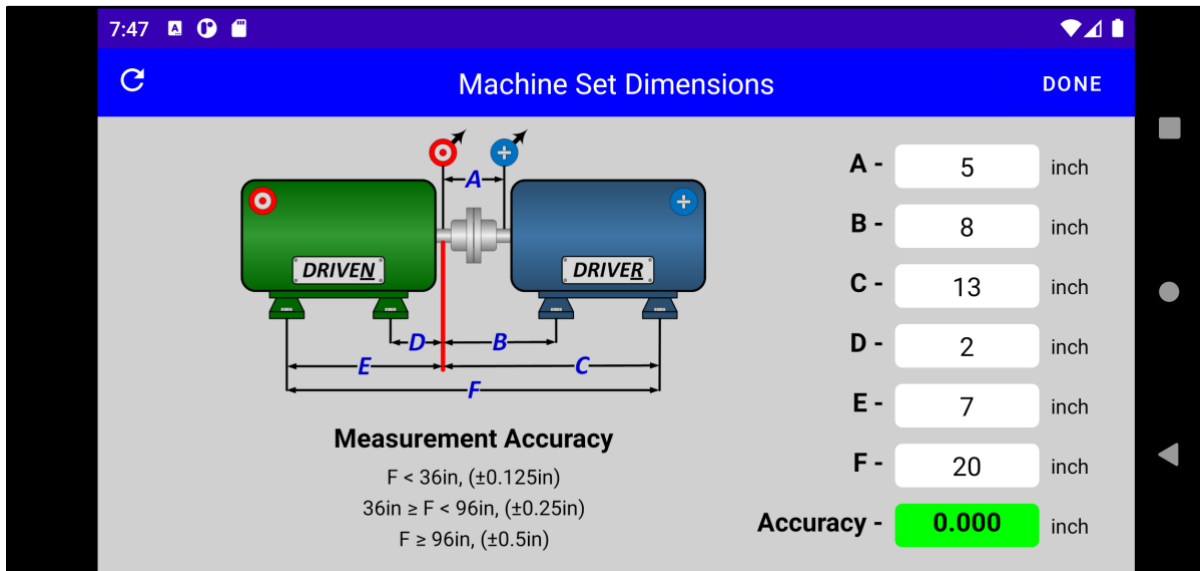 7:47
Machine Set Dimensions
DONE
A
DRIVEN
DRIVER
D
B
E
C
F
Measurement Accuracy
F < 36in, (±0.125in)
36in ≥ F < 96in, (±0.25in)
F ≥ 96in, (±0.5in)
A - 5 inch
B - 8 inch
C - 13 inch
D - 2 inch
E - 7 inch
F - 20 inch
Accuracy - 0.000 inch